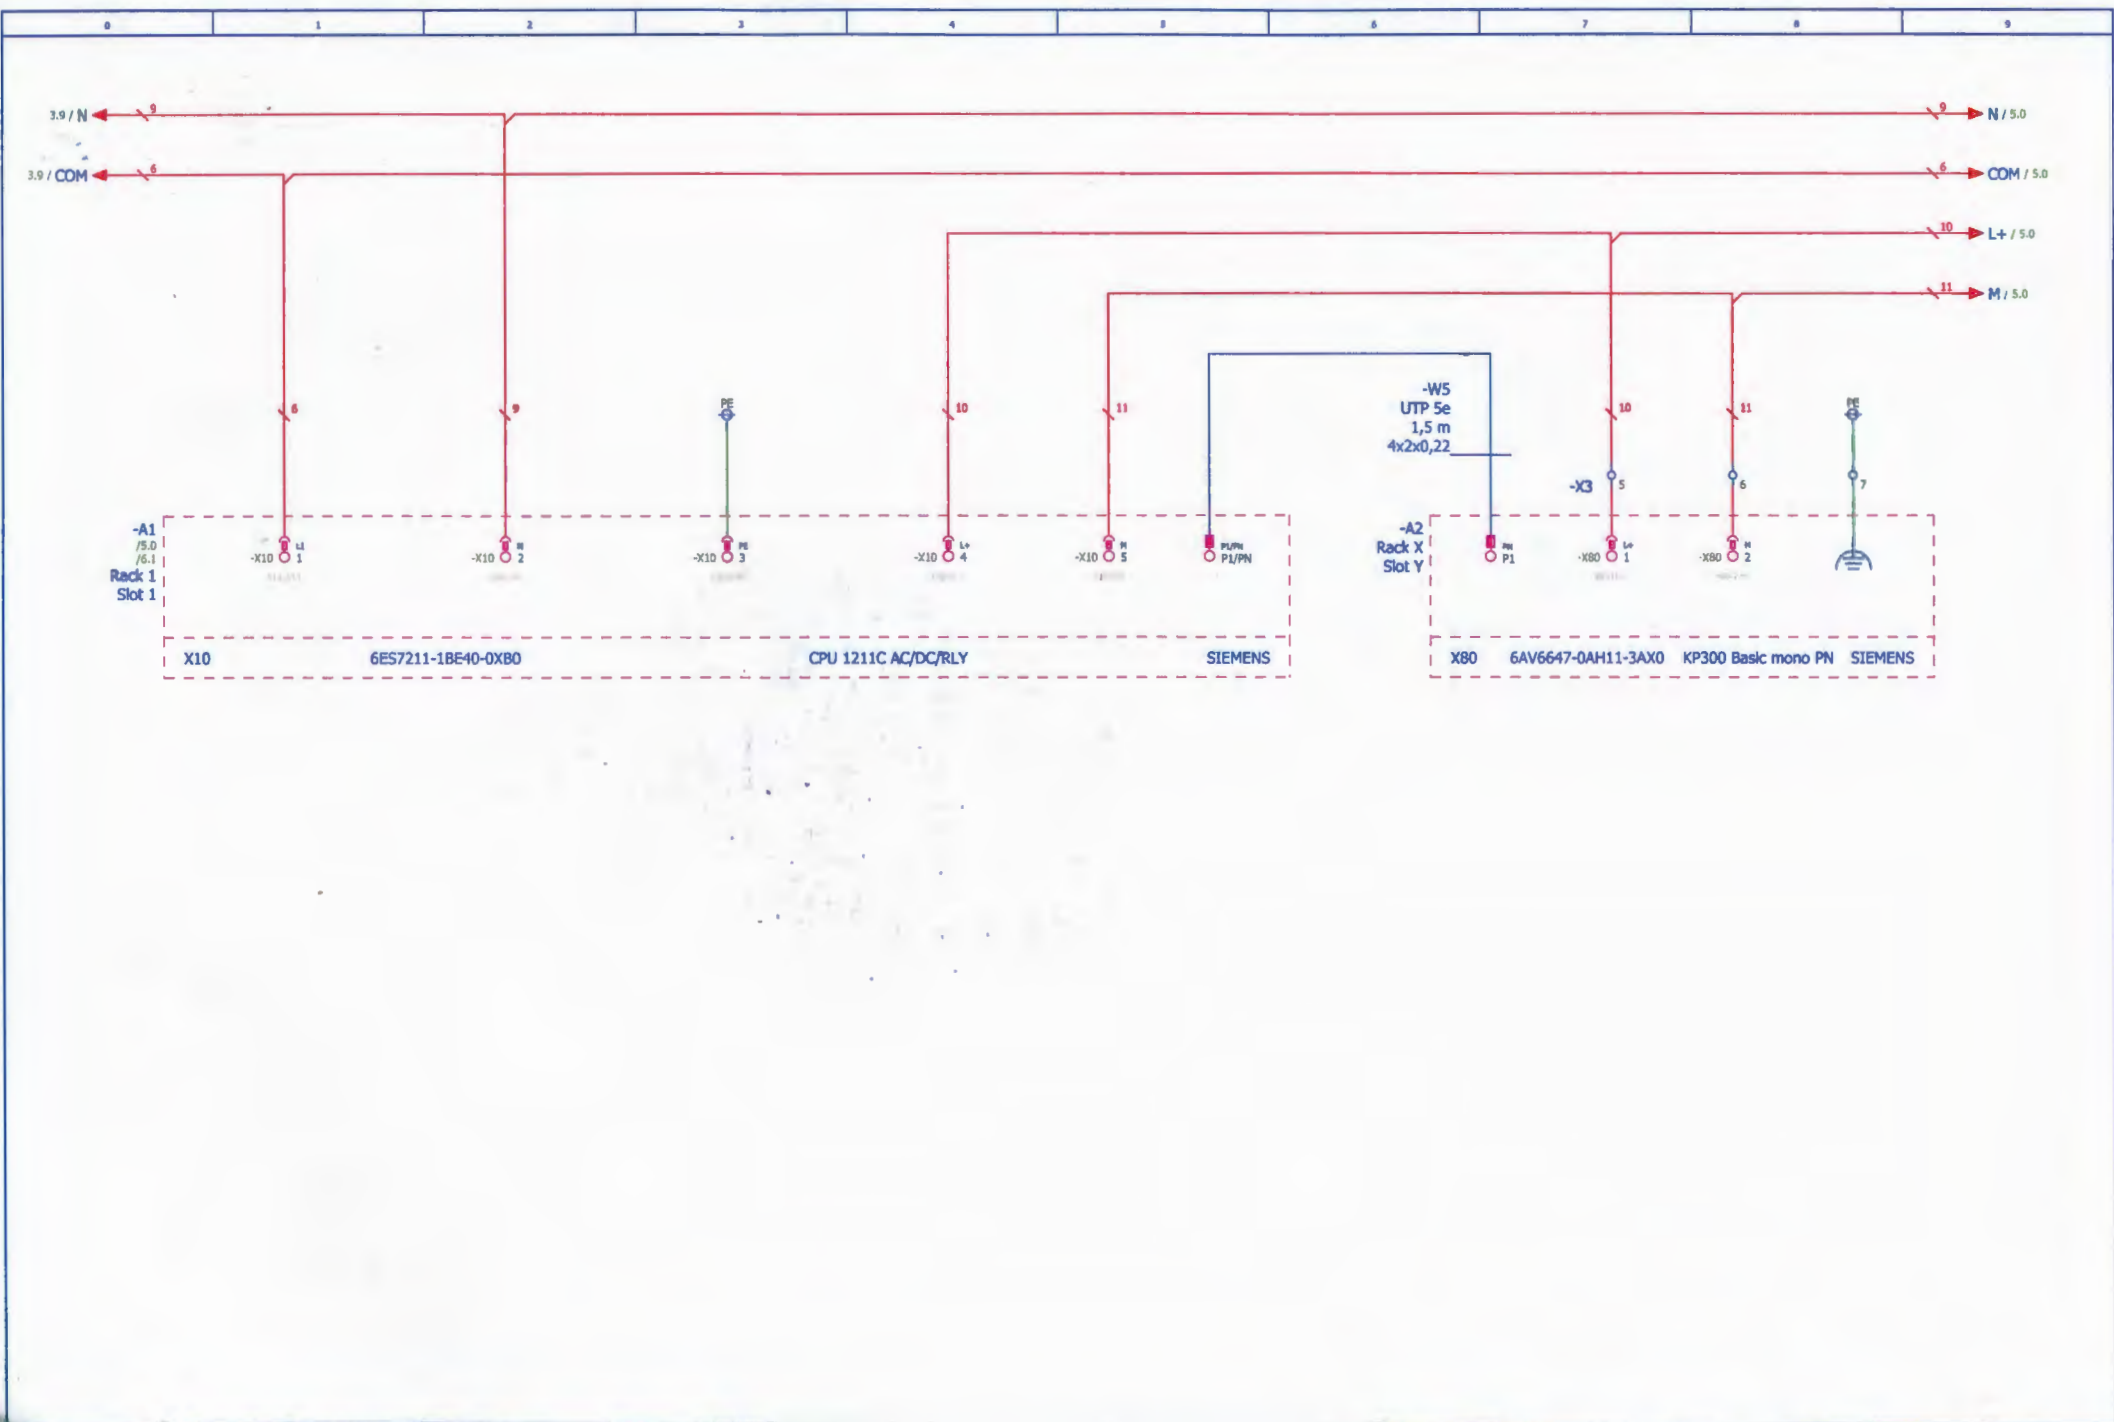 0 1 2 3 4 5 6 7 8 9
3.9 / N 9 9 N / 5.0
3.9 / COM 6 6 COM / 5.0
10 L+ / 5.0
11 M / 5.0
-W5
UTP 5e
1,5 m
4x2x0,22
6 9 PE 10 11 10 11 PE
-X3 5 6 7
-A1
/5.0
/6.1
Rack 1
Slot 1
-X10 L1 1
-X10 N 2
-X10 PE 3
-X10 L+ 4
-X10 M 5
P1/PN
P1/PN
-A2
Rack X
Slot Y
PN
P1
-X80 L+ 1
-X80 M 2
X10 6ES7211-1BE40-0XB0 CPU 1211C AC/DC/RLY SIEMENS
X80 6AV6647-0AH11-3AX0 KP300 Basic mono PN SIEMENS